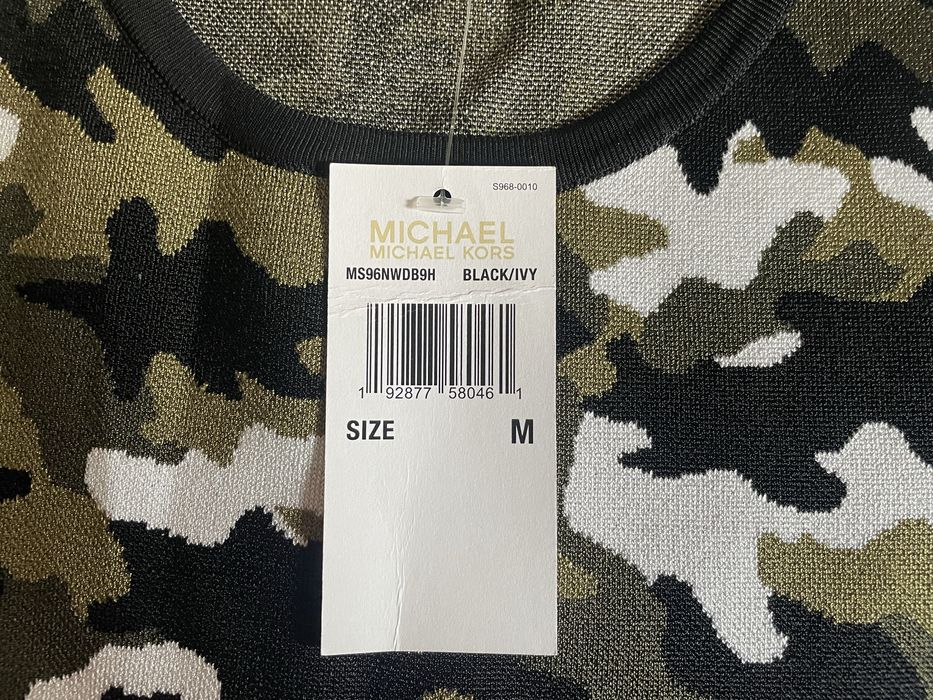 S968-0010
MICHAEL
MICHAEL KORS
MS96NWDB9H BLACK/IVY
1 92877 58046 1
SIZE M